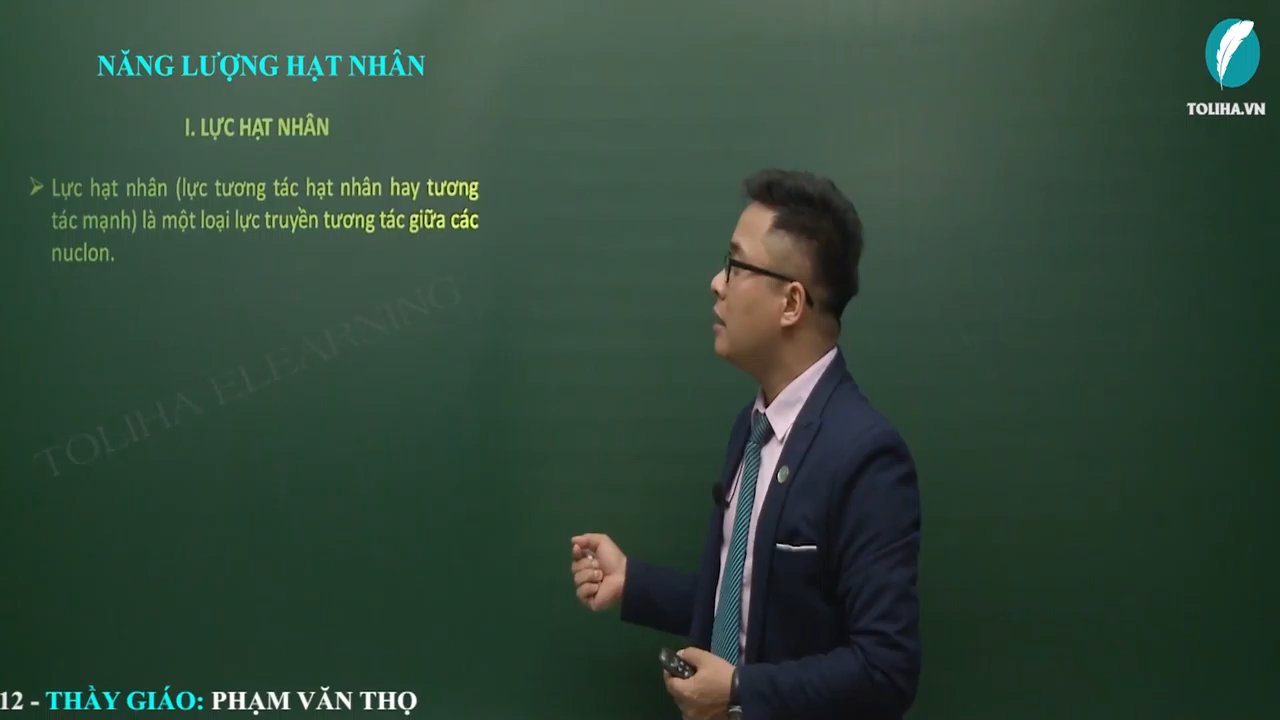 NĂNG LƯỢNG HẠT NHÂN
TOLIHA.VN
I. LỰC HẠT NHÂN
➢ Lực hạt nhân (lực tương tác hạt nhân hay tương
tác mạnh) là một loại lực truyền tương tác giữa các
nuclon.
TOLIHA ELEARNING
12 - THẦY GIÁO: PHẠM VĂN THỌ